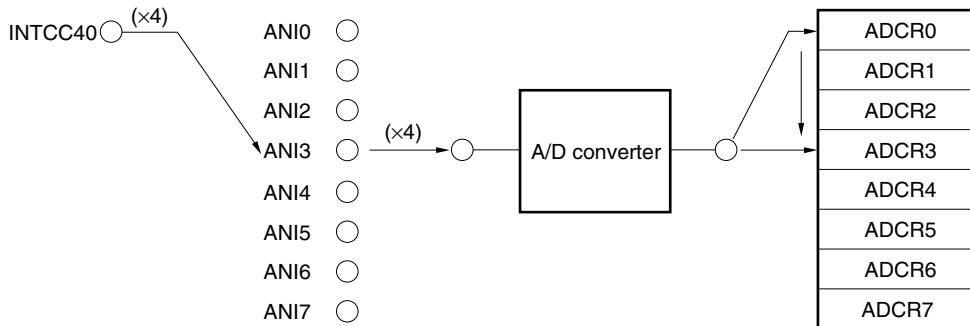 INTCC40 (×4) ANI0 ADCR0
ANI1 ADCR1
ANI2 ADCR2
ANI3 (×4) A/D converter ADCR3
ANI4 ADCR4
ANI5 ADCR5
ANI6 ADCR6
ANI7 ADCR7